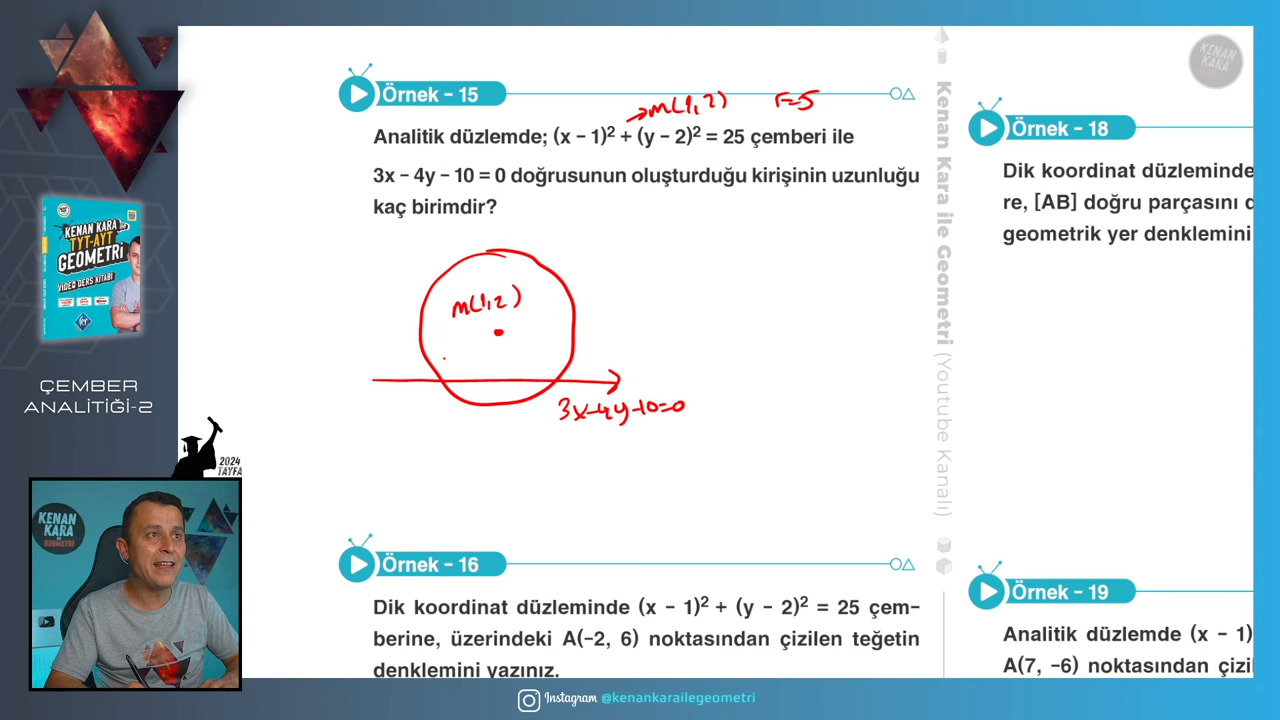 KENAN KARA
TYT-AYT
GEOMETRİ
VİDEO DERS KİTABI
ÇEMBER
ANALİTİĞİ-2
2024
TAYFA
KENAN
KARA
GEOMETRİ
Örnek - 15
→ M(1,2) r=5
Analitik düzlemde; (x − 1)² + (y − 2)² = 25 çemberi ile
3x − 4y − 10 = 0 doğrusunun oluşturduğu kirişinin uzunluğu
kaç birimdir?
M(1,2)
3x-4y-10=0
Örnek - 16
Dik koordinat düzleminde (x − 1)² + (y − 2)² = 25 çem-
berine, üzerindeki A(−2, 6) noktasından çizilen teğetin
denklemini yazınız.
Kenan Kara ile Geometri (Youtube Kanalı)
KENAN
KARA
Örnek - 18
Dik koordinat düzleminde
re, [AB] doğru parçasını
geometrik yer denklemini
Örnek - 19
Analitik düzlemde (x − 1)
A(7, −6) noktasından çizi
Instagram @kenankarailegeometri